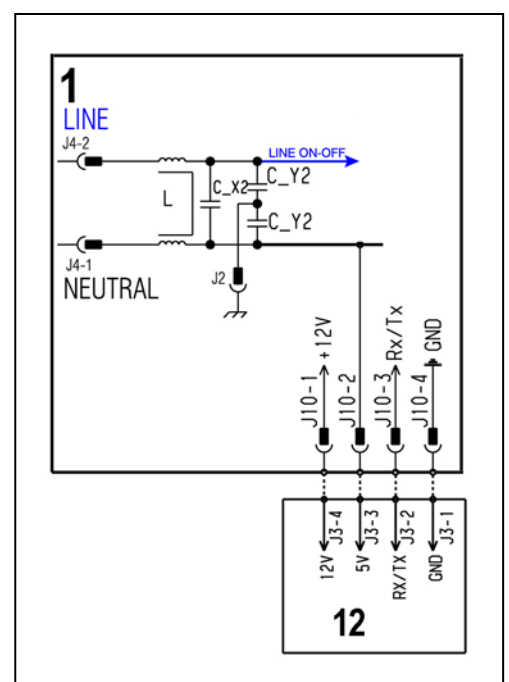 1
LINE
J4-2
LINE ON-OFF
C_Y2
C_X2
L
C_Y2
J4-1
J2
NEUTRAL
J10-1
+12V
J10-2
J10-3
Rx/Tx
J10-4
GND
12V
J3-4
5V
J3-3
RX/TX
J3-2
GND
J3-1
12